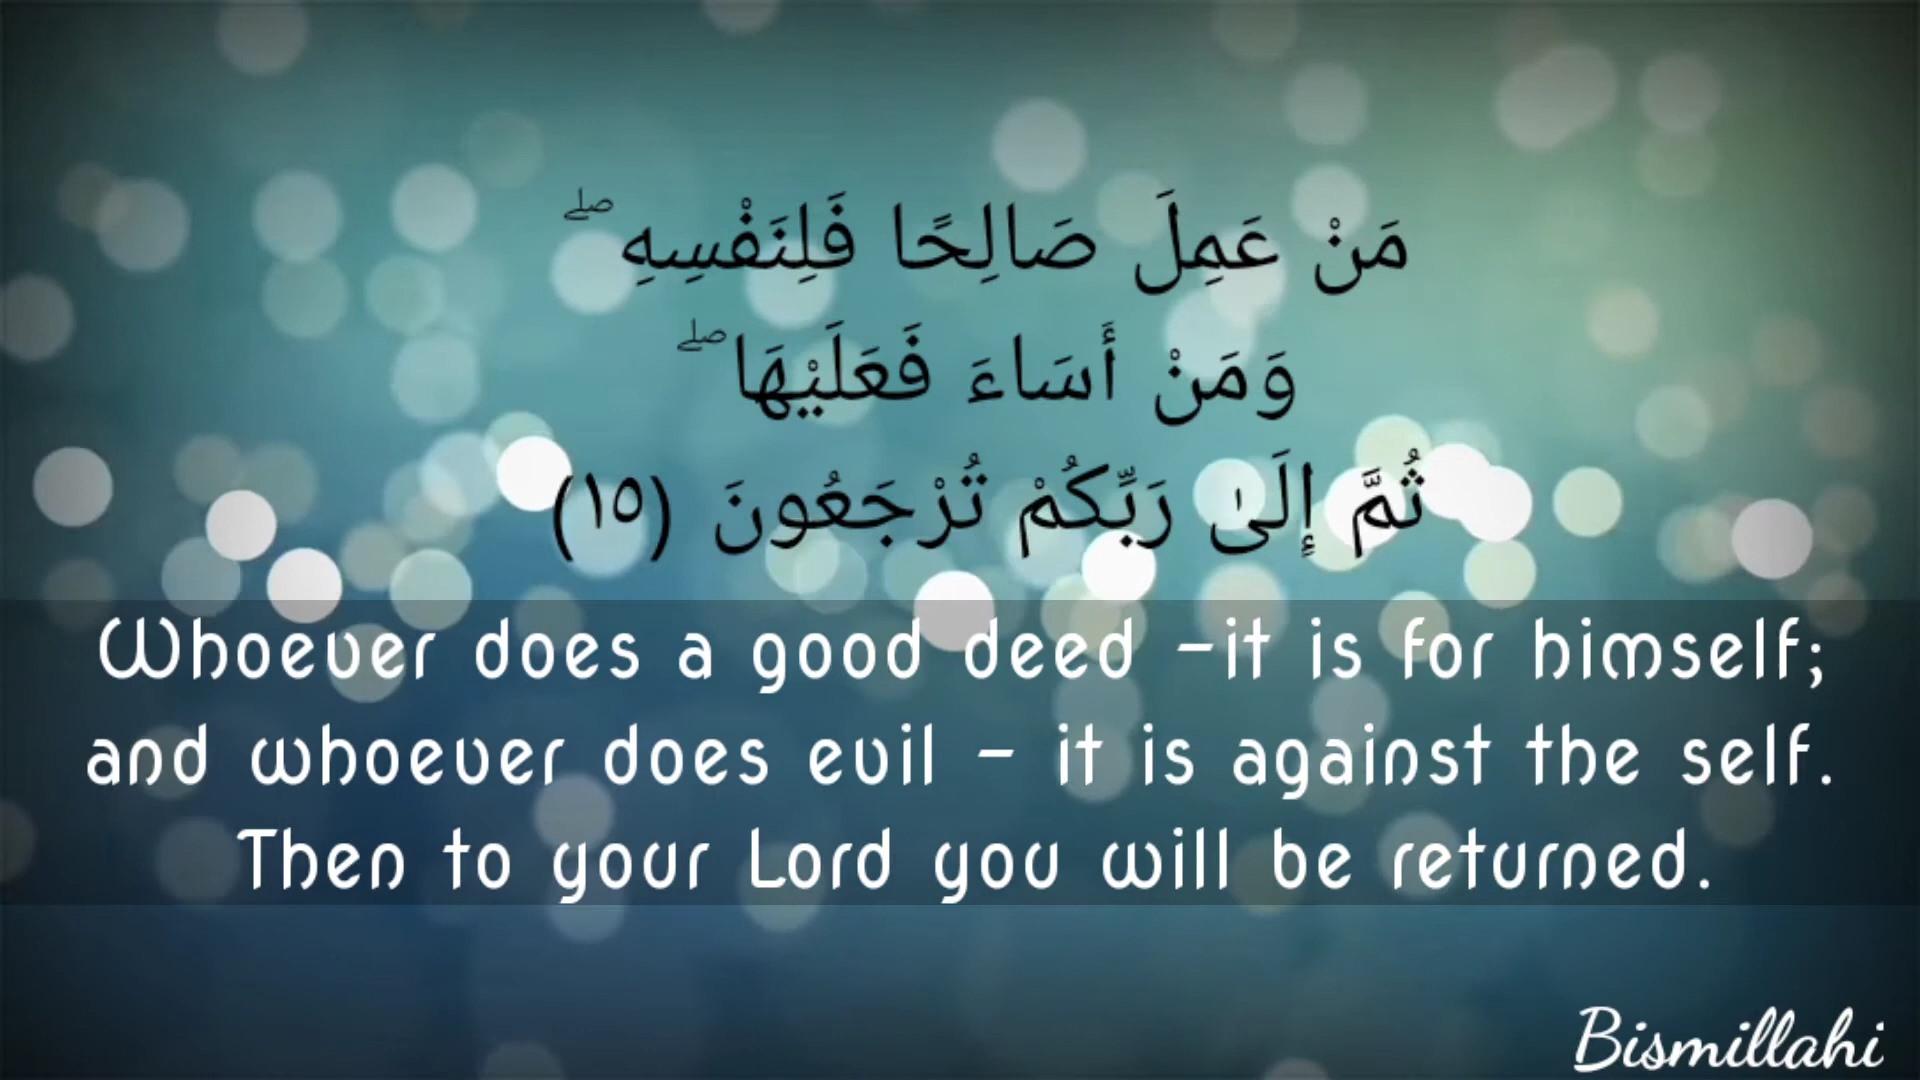 مَنْ عَمِلَ صَالِحًا فَلِنَفْسِهِ ۖ
وَمَنْ أَسَاءَ فَعَلَيْهَا ۖ
ثُمَّ إِلَىٰ رَبِّكُمْ تُرْجَعُونَ (١٥)
Whoever does a good deed -it is for himself;
and whoever does evil - it is against the self.
Then to your Lord you will be returned.
Bismillahi